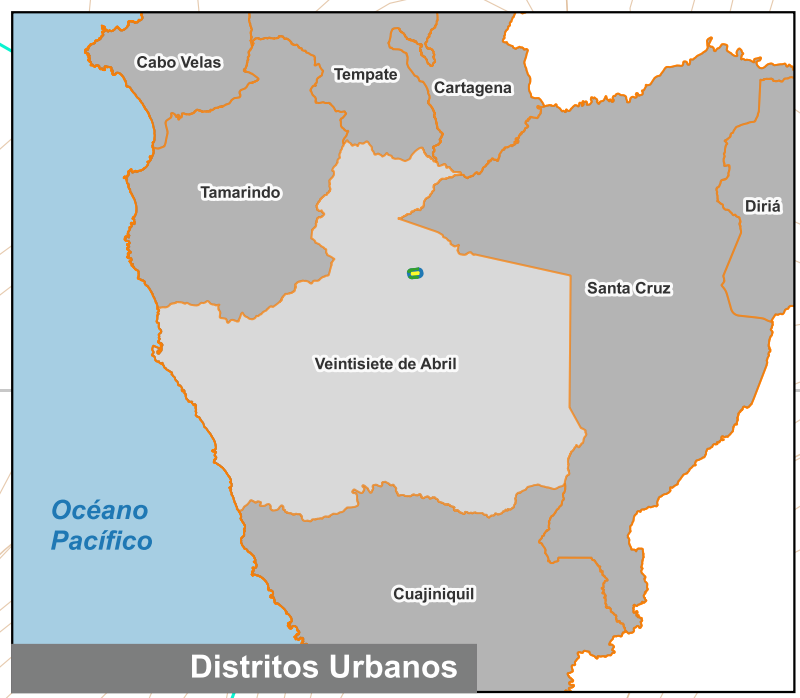 Cabo Velas
Tempate
Cartagena
Tamarindo
Diriá
Santa Cruz
Veintisiete de Abril
Océano
Pacífico
Cuajiniquil
Distritos Urbanos